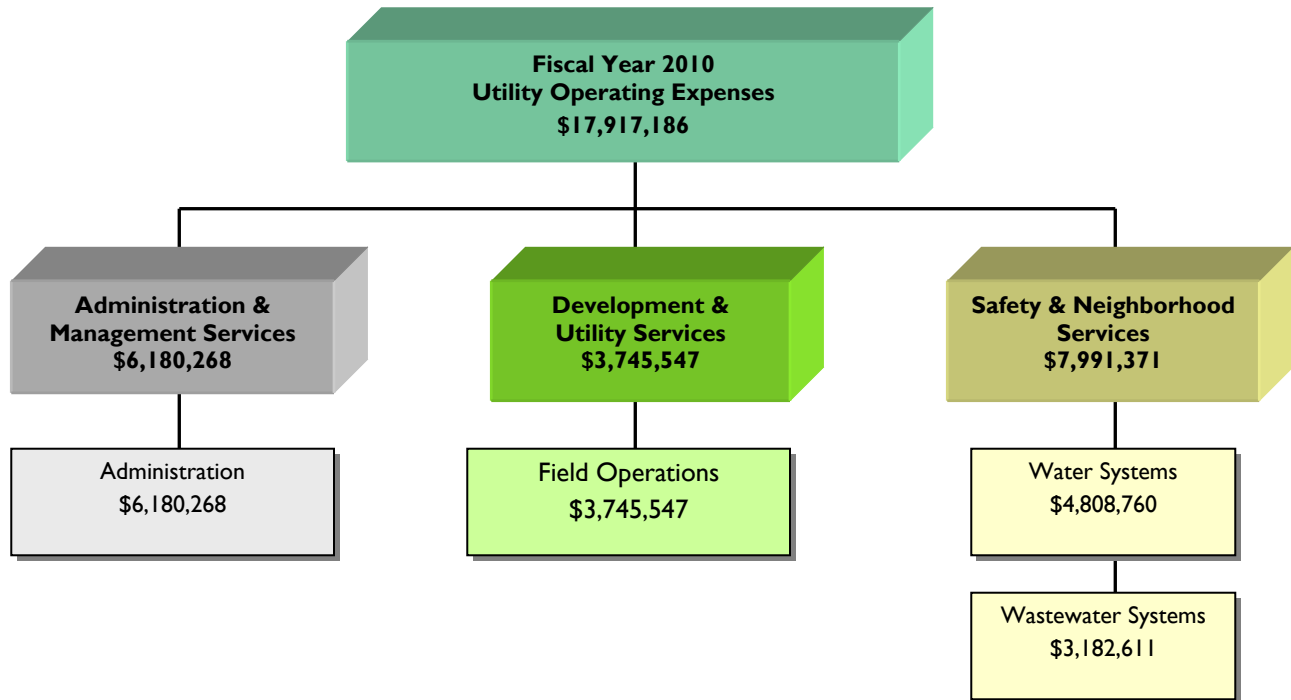 Fiscal Year 2010
Utility Operating Expenses
$17,917,186
Administration &
Management Services
$6,180,268
Development &
Utility Services
$3,745,547
Safety & Neighborhood
Services
$7,991,371
Administration
$6,180,268
Field Operations
$3,745,547
Water Systems
$4,808,760
Wastewater Systems
$3,182,611